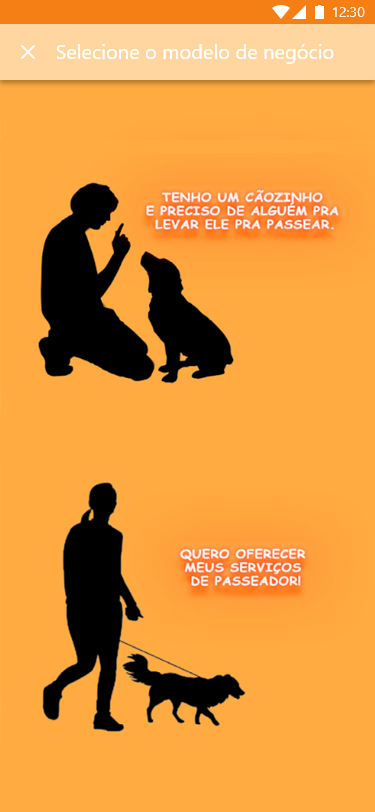 12:30
Selecione o modelo de negócio
TENHO UM CÃOZINHO
E PRECISO DE ALGUÉM PRA
LEVAR ELE PRA PASSEAR.
QUERO OFERECER
MEUS SERVIÇOS
DE PASSEADOR!